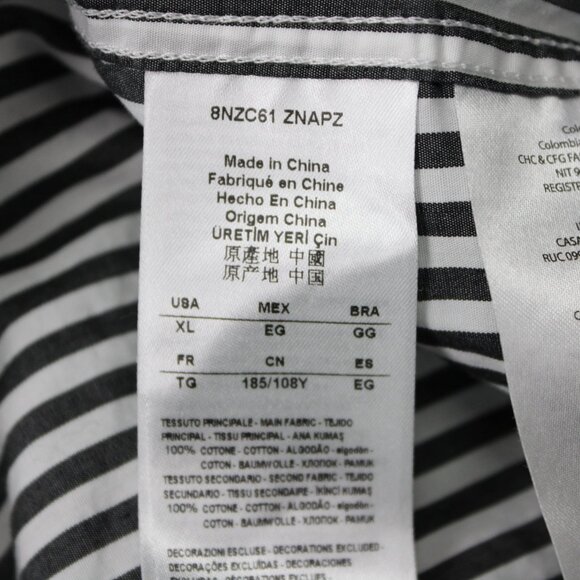 8NZC61 ZNAPZ
Made in China
Fabriqué en Chine
Hecho En China
Origem China
ÜRETİM YERİ Çin
原產地 中國
原产地 中国
USA MEX BRA
XL EG GG
FR CN ES
TG 185/108Y EG
TESSUTO PRINCIPALE - MAIN FABRIC - TEJIDO
PRINCIPAL - TISSU PRINCIPAL - ANA KUMAŞ
100% COTONE - COTTON - ALGODÃO - algodón-
COTON - BAUMWOLLE - ХЛОПОК - PAMUK
TESSUTO SECONDARIO - SECOND FABRIC - TEJIDO
SECUNDARIO - TISSU SECONDAIRE - İKİNCİ KUMAŞ
100% COTONE - COTTON - ALGODÃO - algodón-
COTON - BAUMWOLLE - ХЛОПОК - PAMUK
DECORAZIONI ESCLUSE - DECORATIONS EXCLUDED -
DECORAÇÕES EXCLUÍDAS - DECORACIONES
Colombia
CHC & CFG
NIT 9
REGIST
CASA
RUC 099